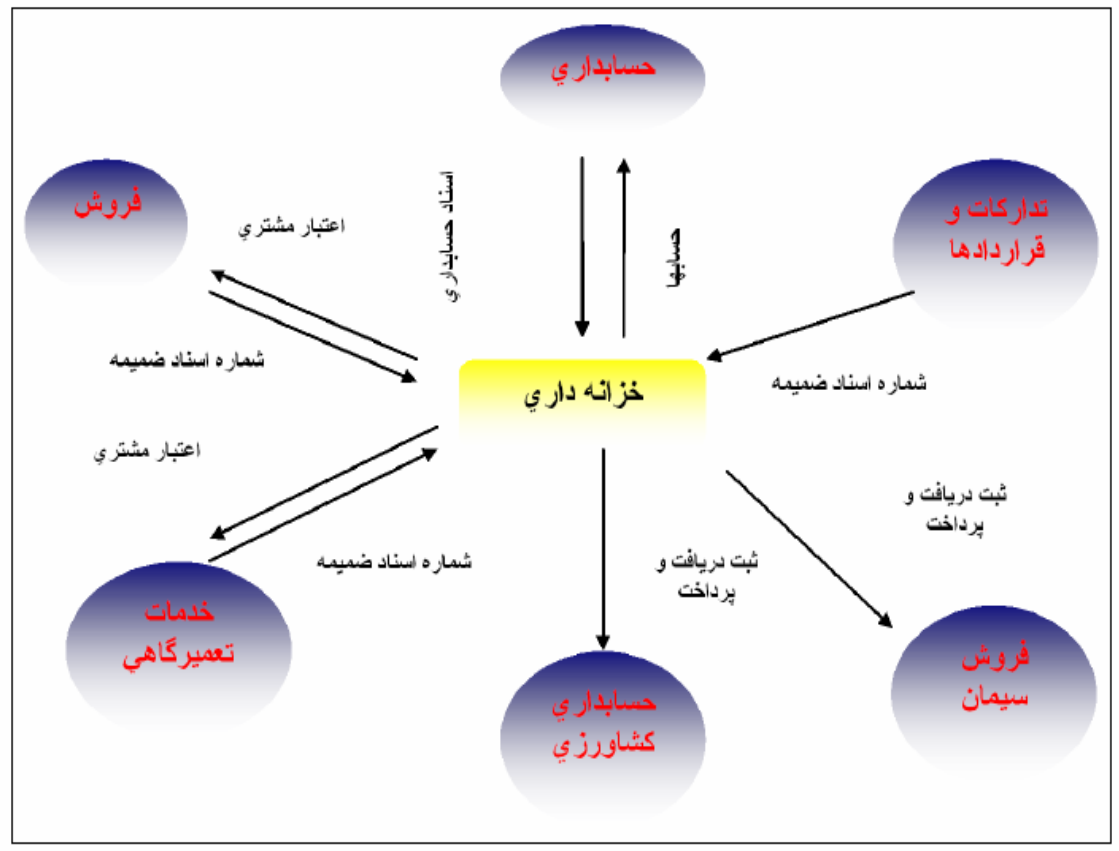 حسابداري
فروش
تداركات و
قراردادها
اعتبار مشتري
اسناد حسابداري
حسابها
شماره اسناد ضميمه
شماره اسناد ضميمه
خزانه داري
اعتبار مشتري
شماره اسناد ضميمه
ثبت دريافت و
پرداخت
ثبت دريافت و
پرداخت
خدمات
تعميرگاهي
حسابداري
كشاورزي
فروش
سيمان